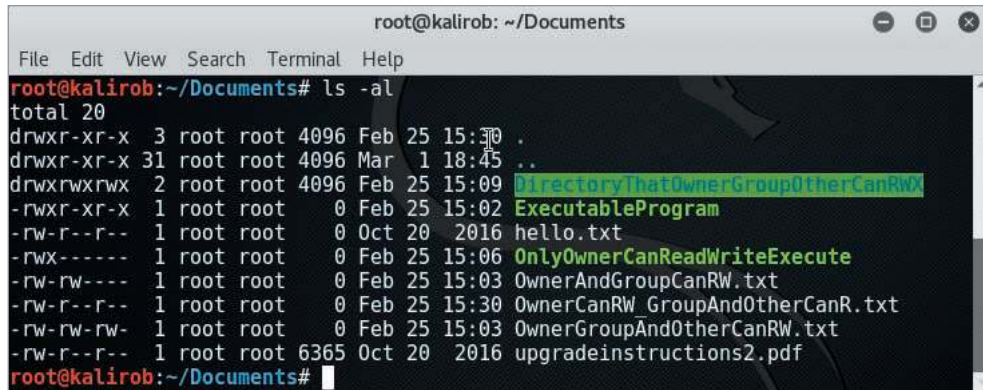 root@kalirob: ~/Documents
File Edit View Search Terminal Help
root@kalirob:~/Documents# ls -al
total 20
drwxr-xr-x 3 root root 4096 Feb 25 15:30 .
drwxr-xr-x 31 root root 4096 Mar 1 18:45 ..
drwxrwxrwx 2 root root 4096 Feb 25 15:09 DirectoryThatOwnerGroupOtherCanRWX
-rwxr-xr-x 1 root root 0 Feb 25 15:02 ExecutableProgram
-rw-r--r-- 1 root root 0 Oct 20 2016 hello.txt
-rwx------ 1 root root 0 Feb 25 15:06 OnlyOwnerCanReadWriteExecute
-rw-rw---- 1 root root 0 Feb 25 15:03 OwnerAndGroupCanRW.txt
-rw-r--r-- 1 root root 0 Feb 25 15:30 OwnerCanRW_GroupAndOtherCanR.txt
-rw-rw-rw- 1 root root 0 Feb 25 15:03 OwnerGroupAndOtherCanRW.txt
-rw-r--r-- 1 root root 6365 Oct 20 2016 upgradeinstructions2.pdf
root@kalirob:~/Documents#